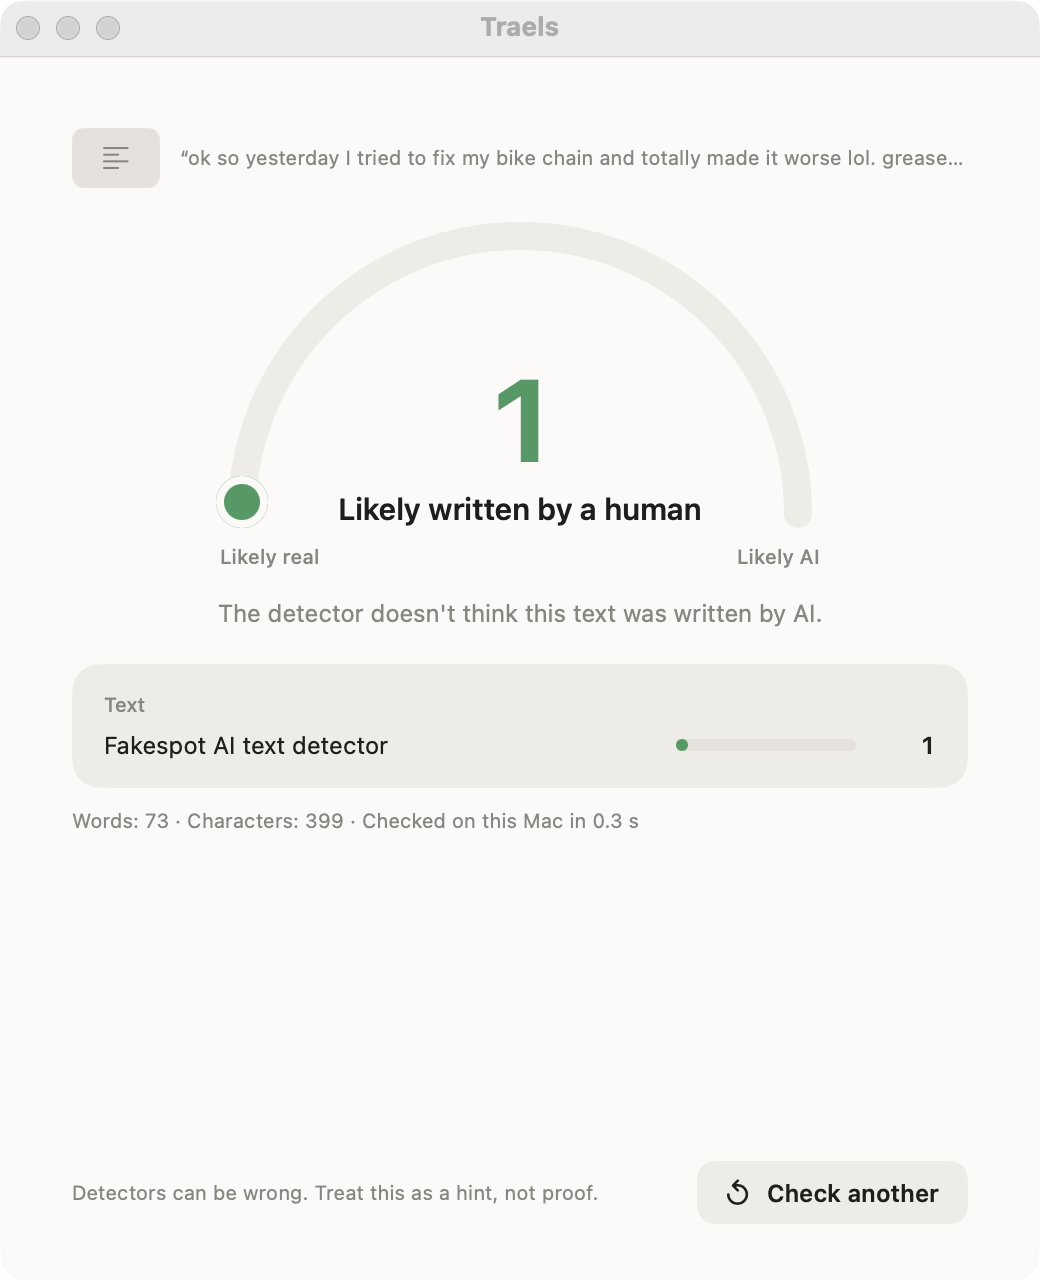 Traels
“ok so yesterday I tried to fix my bike chain and totally made it worse lol. grease...
1
Likely written by a human
Likely real
Likely AI
The detector doesn't think this text was written by AI.
Text
Fakespot AI text detector
1
Words: 73 · Characters: 399 · Checked on this Mac in 0.3 s
Detectors can be wrong. Treat this as a hint, not proof.
Check another